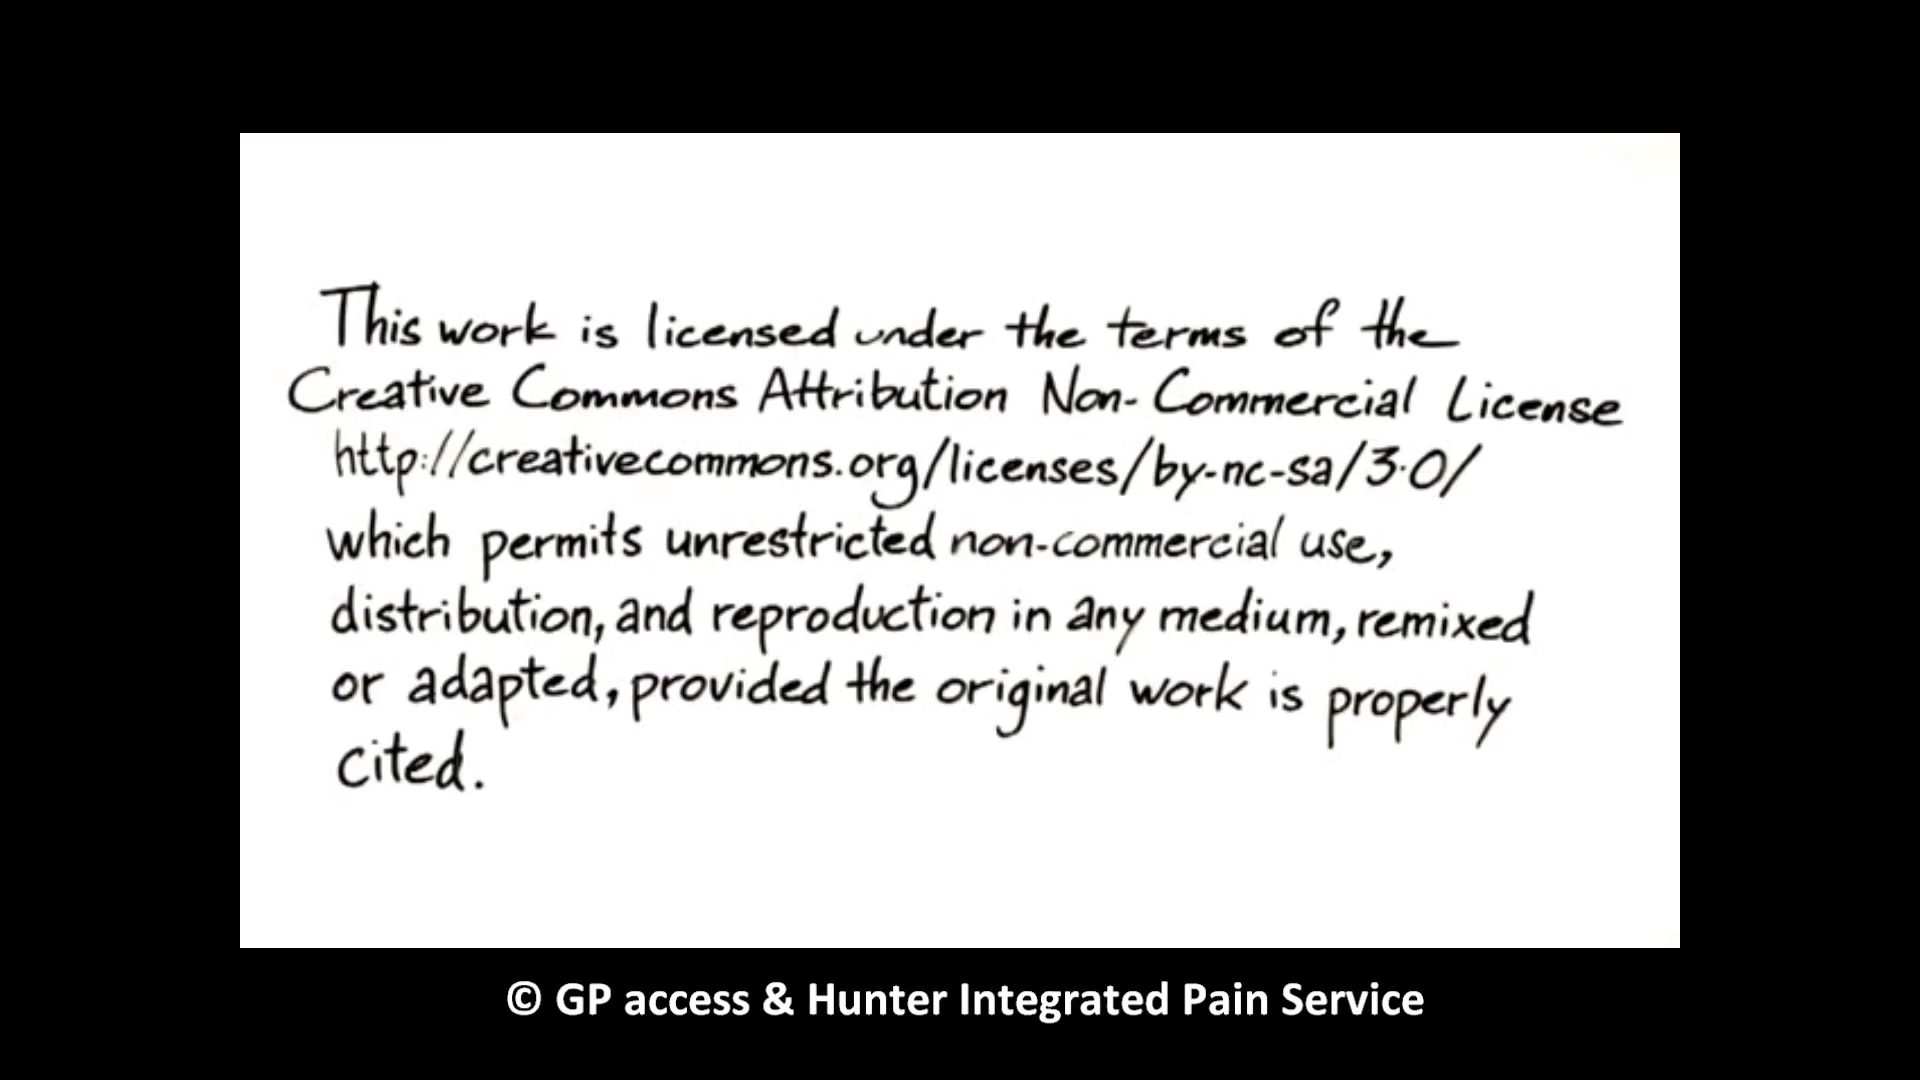 This work is licensed under the terms of the
Creative Commons Attribution Non-Commercial License
http://creativecommons.org/licenses/by-nc-sa/3.0/
which permits unrestricted non-commercial use,
distribution, and reproduction in any medium, remixed
or adapted, provided the original work is properly
cited.
© GP access & Hunter Integrated Pain Service